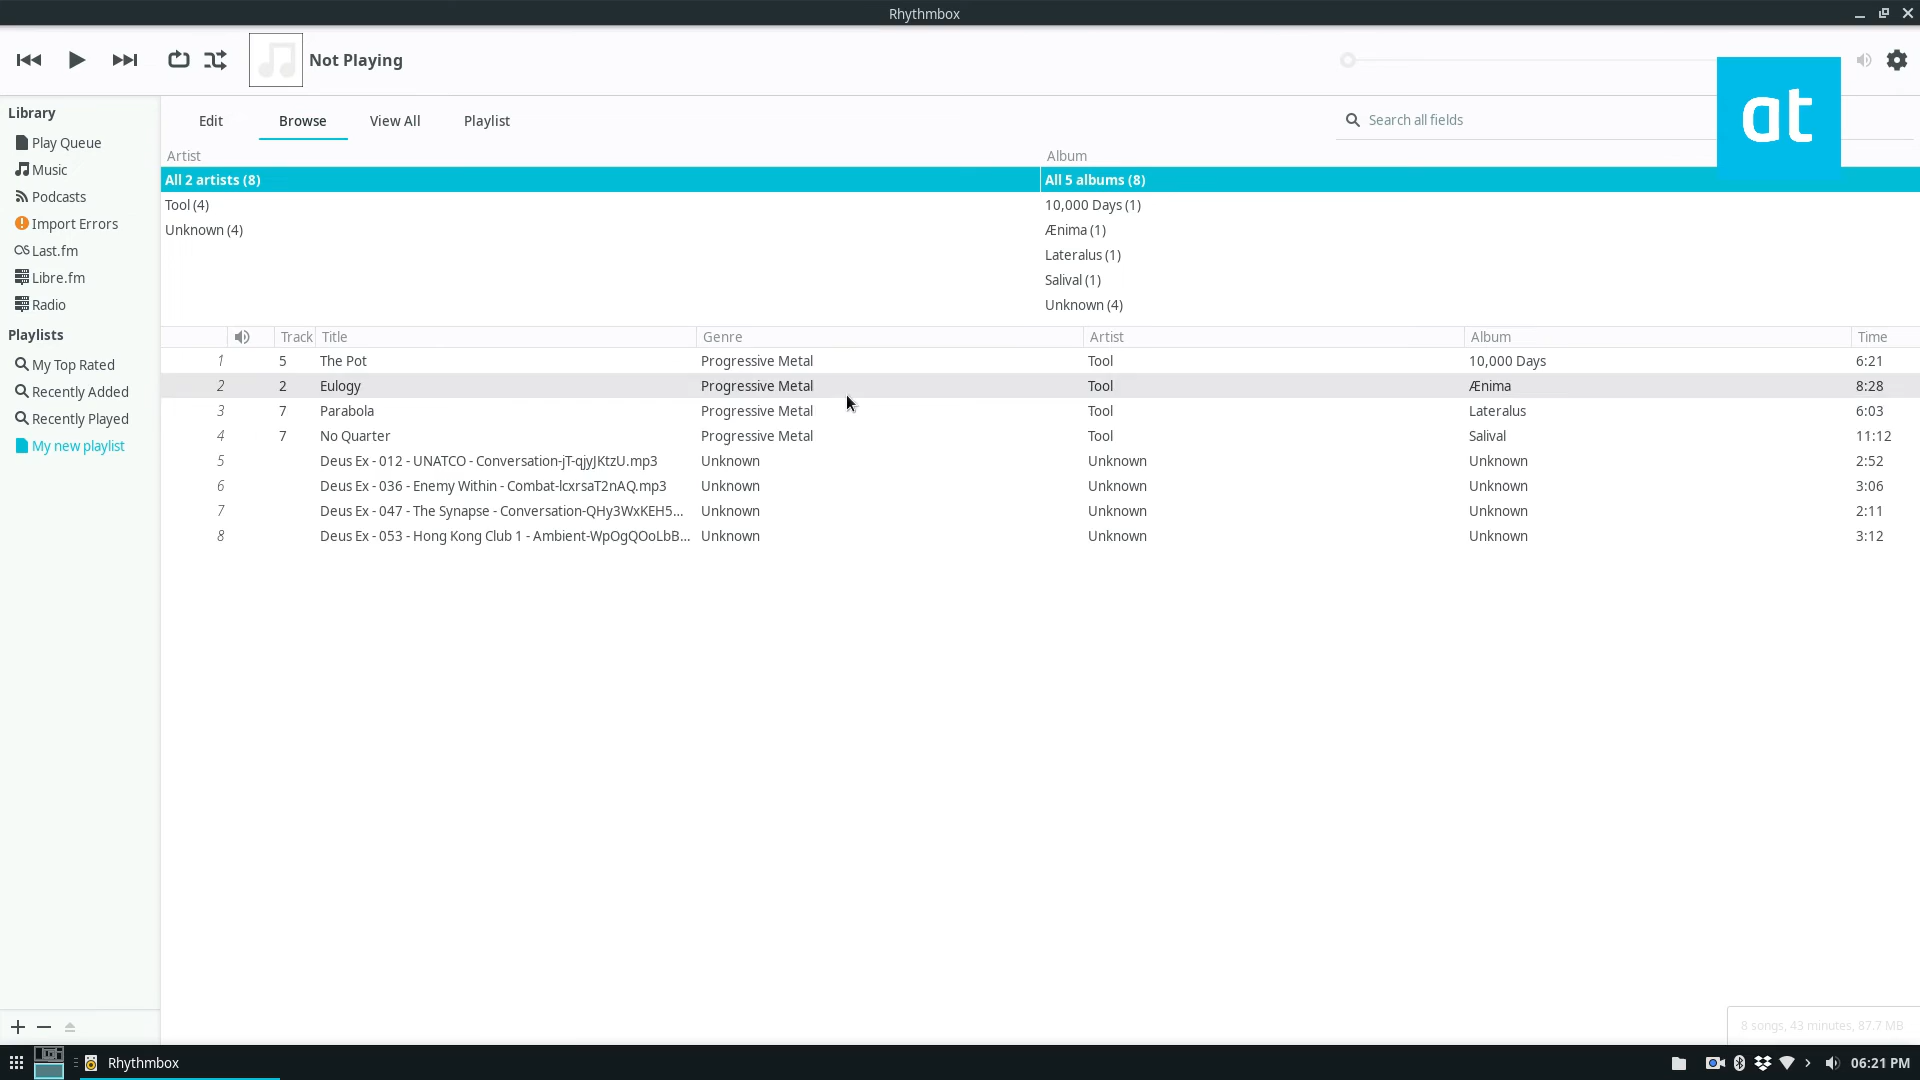 Rhythmbox
Not Playing
at
Library
Play Queue
Music
Podcasts
Import Errors
Last.fm
Libre.fm
Radio
Playlists
My Top Rated
Recently Added
Recently Played
My new playlist
Edit Browse View All Playlist
Search all fields
Artist Album
All 2 artists (8) All 5 albums (8)
Tool (4) 10,000 Days (1)
Unknown (4) Ænima (1)
Lateralus (1)
Salival (1)
Unknown (4)
Track Title Genre Artist Album Time
1 5 The Pot Progressive Metal Tool 10,000 Days 6:21
2 2 Eulogy Progressive Metal Tool Ænima 8:28
3 7 Parabola Progressive Metal Tool Lateralus 6:03
4 7 No Quarter Progressive Metal Tool Salival 11:12
5 Deus Ex - 012 - UNATCO - Conversation-jT-qjyJKtzU.mp3 Unknown Unknown Unknown 2:52
6 Deus Ex - 036 - Enemy Within - Combat-lcxrsaT2nAQ.mp3 Unknown Unknown Unknown 3:06
7 Deus Ex - 047 - The Synapse - Conversation-QHy3WxKEH5... Unknown Unknown Unknown 2:11
8 Deus Ex - 053 - Hong Kong Club 1 - Ambient-WpOgQOoLbB... Unknown Unknown Unknown 3:12
8 songs, 43 minutes, 87.7 MB
Rhythmbox 06:21 PM